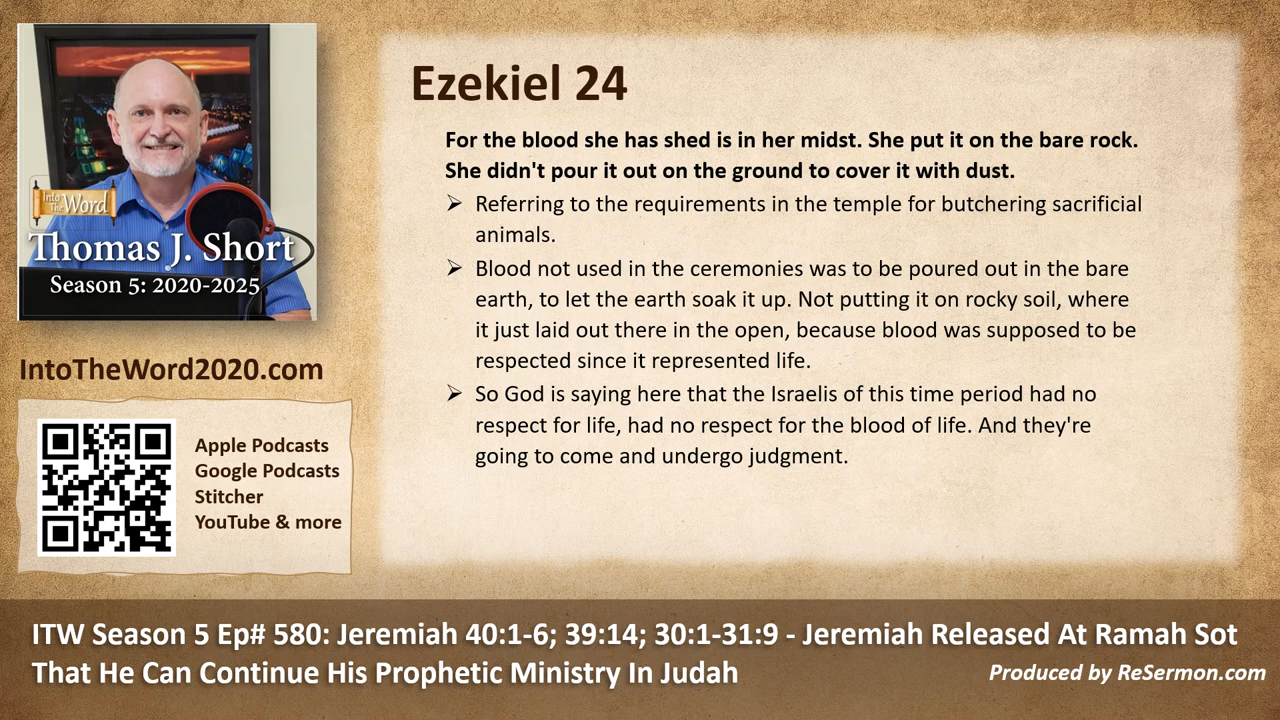 Into
The Word
Thomas J. Short
Season 5: 2020-2025
IntoTheWord2020.com
Apple Podcasts
Google Podcasts
Stitcher
YouTube & more
Ezekiel 24
For the blood she has shed is in her midst. She put it on the bare rock.
She didn't pour it out on the ground to cover it with dust.
➢ Referring to the requirements in the temple for butchering sacrificial
animals.
➢ Blood not used in the ceremonies was to be poured out in the bare
earth, to let the earth soak it up. Not putting it on rocky soil, where
it just laid out there in the open, because blood was supposed to be
respected since it represented life.
➢ So God is saying here that the Israelis of this time period had no
respect for life, had no respect for the blood of life. And they're
going to come and undergo judgment.
ITW Season 5 Ep# 580: Jeremiah 40:1-6; 39:14; 30:1-31:9 - Jeremiah Released At Ramah Sot
That He Can Continue His Prophetic Ministry In Judah
Produced by ReSermon.com